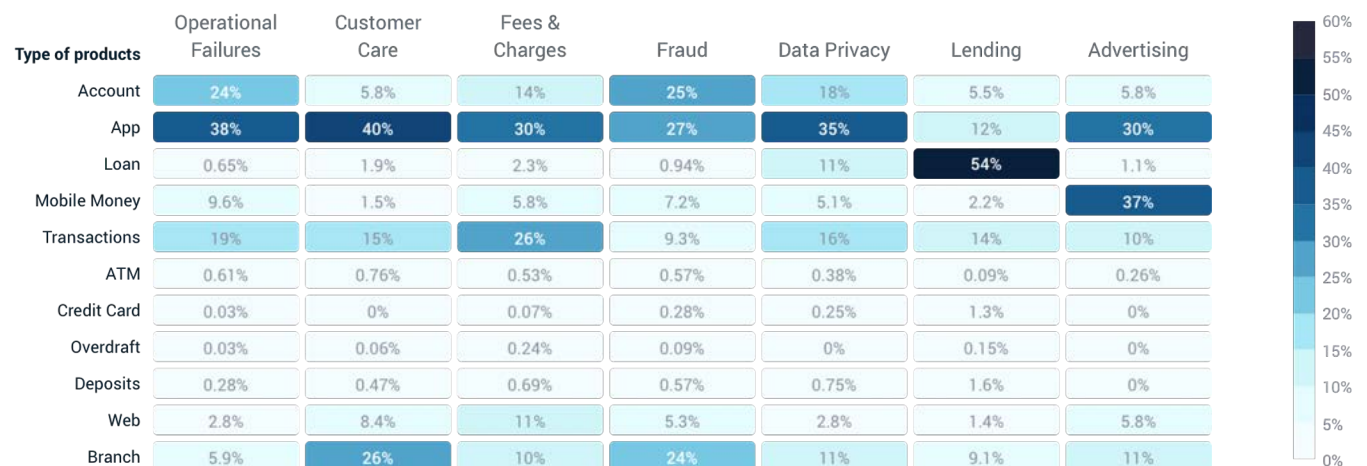 Operational Failures Customer Care Fees & Charges Fraud Data Privacy Lending Advertising
Type of products
Account 24% 5.8% 14% 25% 18% 5.5% 5.8%
App 38% 40% 30% 27% 35% 12% 30%
Loan 0.65% 1.9% 2.3% 0.94% 11% 54% 1.1%
Mobile Money 9.6% 1.5% 5.8% 7.2% 5.1% 2.2% 37%
Transactions 19% 15% 26% 9.3% 16% 14% 10%
ATM 0.61% 0.76% 0.53% 0.57% 0.38% 0.09% 0.26%
Credit Card 0.03% 0% 0.07% 0.28% 0.25% 1.3% 0%
Overdraft 0.03% 0.06% 0.24% 0.09% 0% 0.15% 0%
Deposits 0.28% 0.47% 0.69% 0.57% 0.75% 1.6% 0%
Web 2.8% 8.4% 11% 5.3% 2.8% 1.4% 5.8%
Branch 5.9% 26% 10% 24% 11% 9.1% 11%
60%
55%
50%
45%
40%
35%
30%
25%
20%
15%
10%
5%
0%